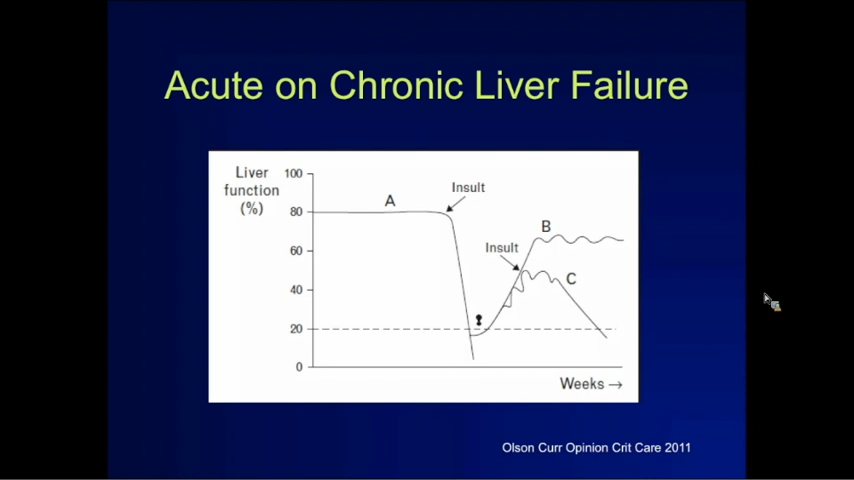 Acute on Chronic Liver Failure
Liver
function
(%)
100
80
60
40
20
0
A
Insult
Insult
B
C
Weeks →
Olson Curr Opinion Crit Care 2011